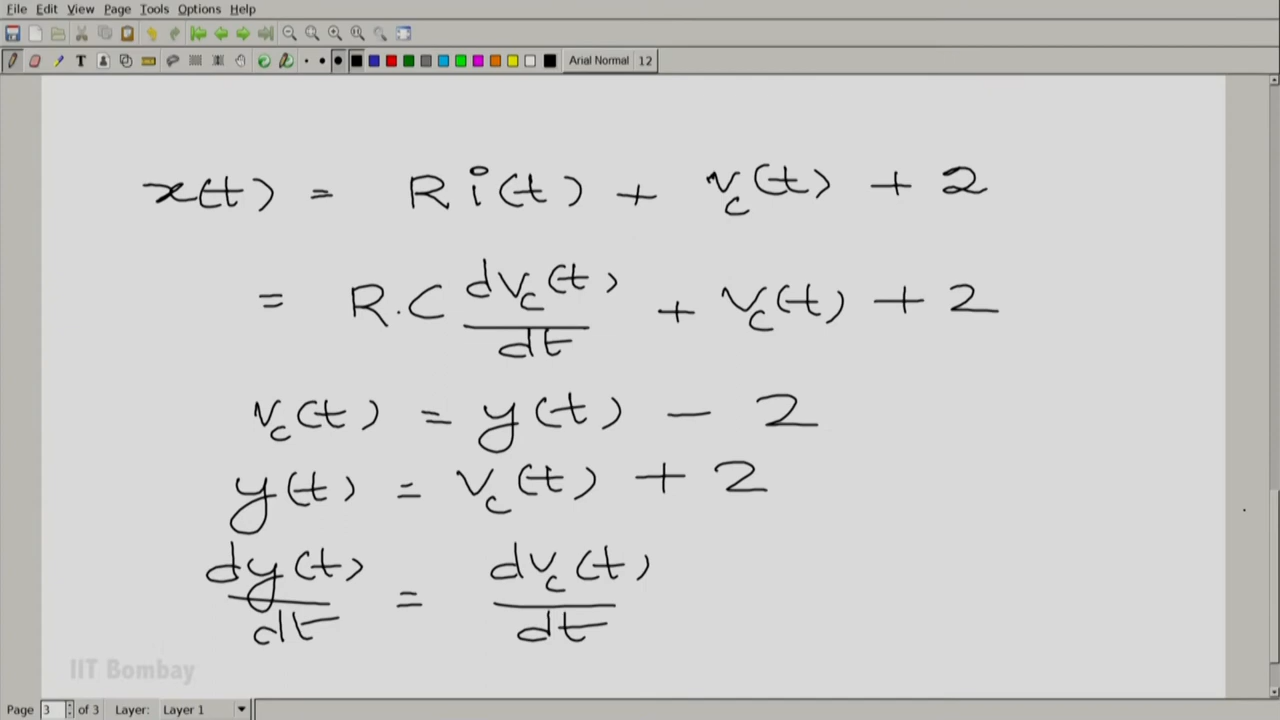 File Edit View Page Tools Options Help
Arial Normal 12
x(t) = R i(t) + v_c(t) + 2
= R.C dv_c(t)/dt + v_c(t) + 2
v_c(t) = y(t) - 2
y(t) = v_c(t) + 2
dy(t)/dt = dv_c(t)/dt
IIT Bombay
Page 3 of 3 Layer: Layer 1